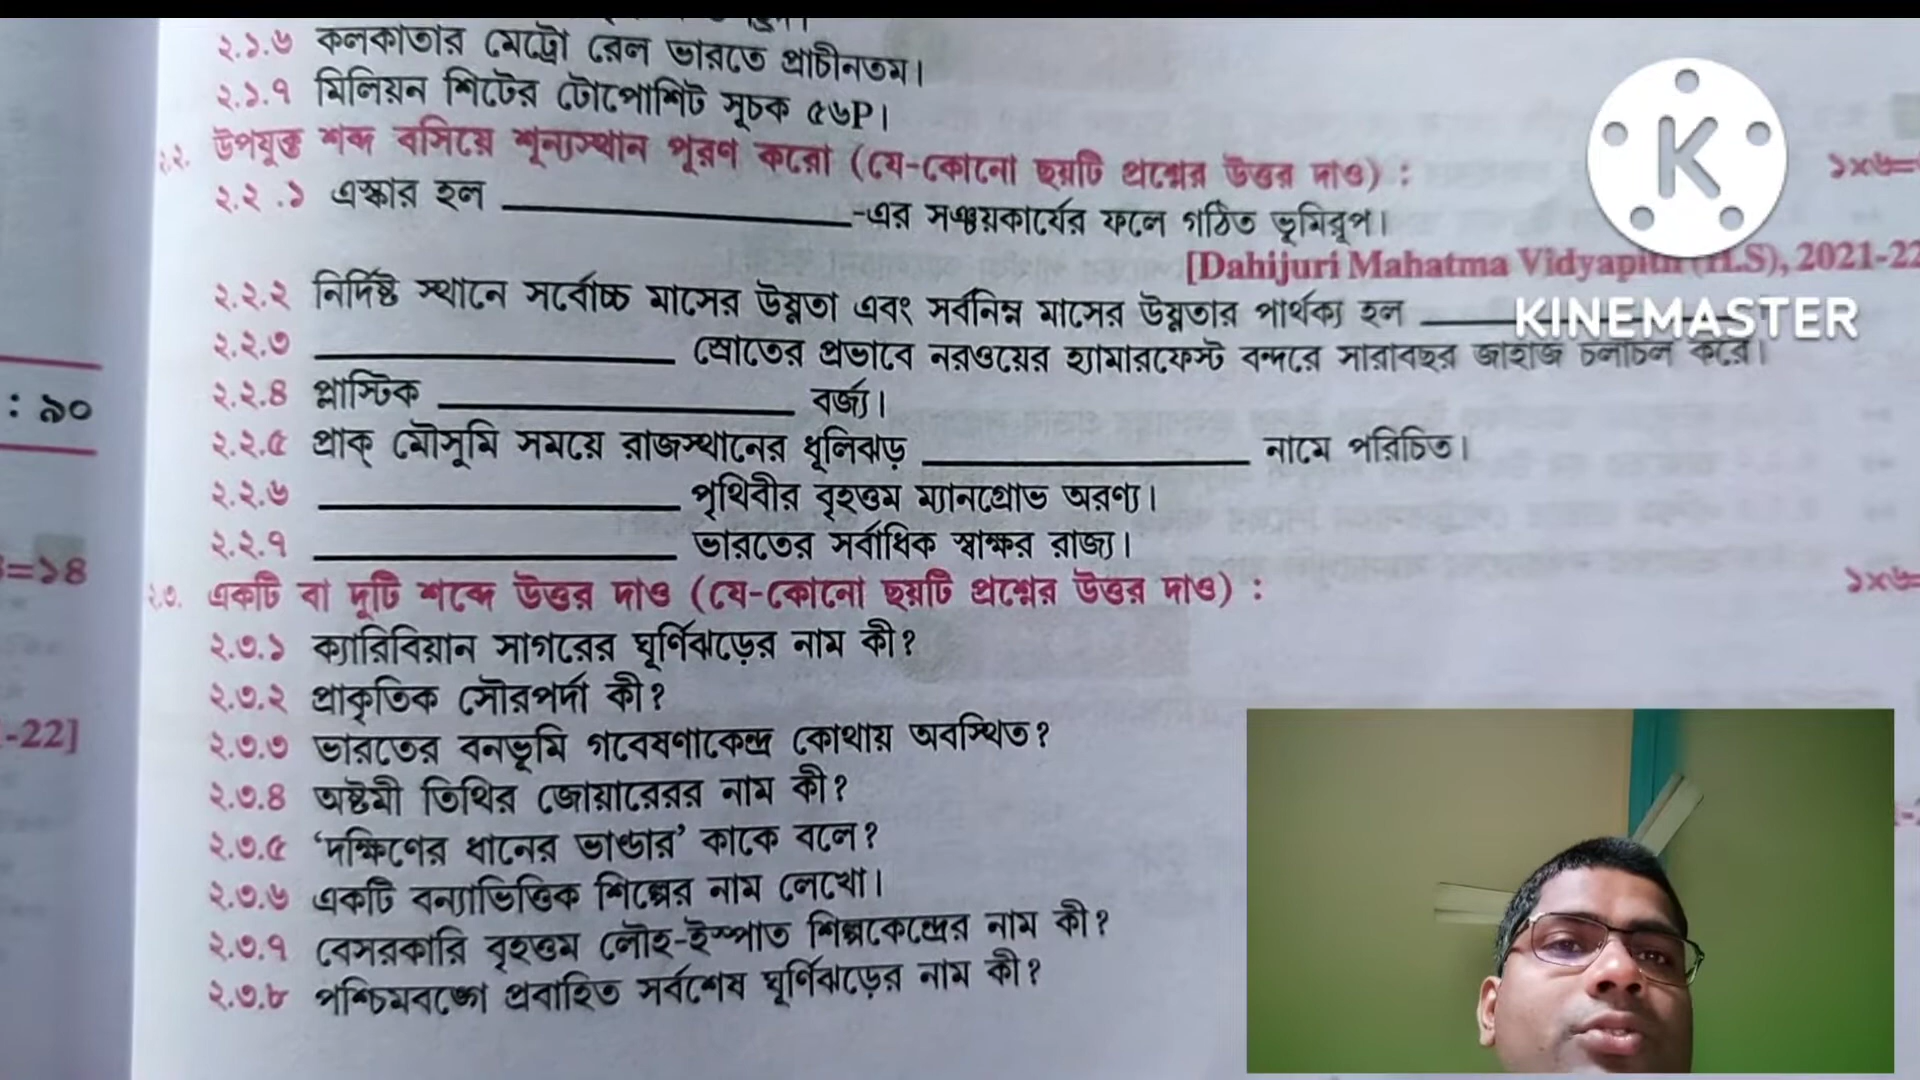 ২.১.৬ কলকাতার মেট্রো রেল ভারতে প্রাচীনতম।
২.১.৭ মিলিয়ন শিটের টোপোশিট সূচক ৫৬P।
২.২. উপযুক্ত শব্দ বসিয়ে শূন্যস্থান পূরণ করো (যে-কোনো ছয়টি প্রশ্নের উত্তর দাও) : ১×৬=
২.২.১ এস্কার হল ____________-এর সঞ্চয়কার্যের ফলে গঠিত ভূমিরূপ।
[Dahijuri Mahatma Vidyapith (H.S), 2021-22
২.২.২ নির্দিষ্ট স্থানে সর্বোচ্চ মাসের উষ্ণতা এবং সর্বনিম্ন মাসের উষ্ণতার পার্থক্য হল ____________
২.২.৩ ____________ স্রোতের প্রভাবে নরওয়ের হ্যামারফেস্ট বন্দরে সারাবছর জাহাজ চলাচল করে।
২.২.৪ প্লাস্টিক ____________ বর্জ্য।
২.২.৫ প্রাক্ মৌসুমি সময়ে রাজস্থানের ধূলিঝড় ____________ নামে পরিচিত।
২.২.৬ ____________ পৃথিবীর বৃহত্তম ম্যানগ্রোভ অরণ্য।
২.২.৭ ____________ ভারতের সর্বাধিক স্বাক্ষর রাজ্য।
২.৩. একটি বা দুটি শব্দে উত্তর দাও (যে-কোনো ছয়টি প্রশ্নের উত্তর দাও) : ১×৬=
২.৩.১ ক্যারিবিয়ান সাগরের ঘূর্ণিঝড়ের নাম কী?
২.৩.২ প্রাকৃতিক সৌরপর্দা কী?
২.৩.৩ ভারতের বনভূমি গবেষণাকেন্দ্র কোথায় অবস্থিত?
২.৩.৪ অষ্টমী তিথির জোয়ারেরর নাম কী?
২.৩.৫ ‘দক্ষিণের ধানের ভাণ্ডার’ কাকে বলে?
২.৩.৬ একটি বন্যাভিত্তিক শিল্পের নাম লেখো।
২.৩.৭ বেসরকারি বৃহত্তম লৌহ-ইস্পাত শিল্পকেন্দ্রের নাম কী?
২.৩.৮ পশ্চিমবঙ্গে প্রবাহিত সর্বশেষ ঘূর্ণিঝড়ের নাম কী?
: ৯০
=১৪
-22]
K
KINEMASTER